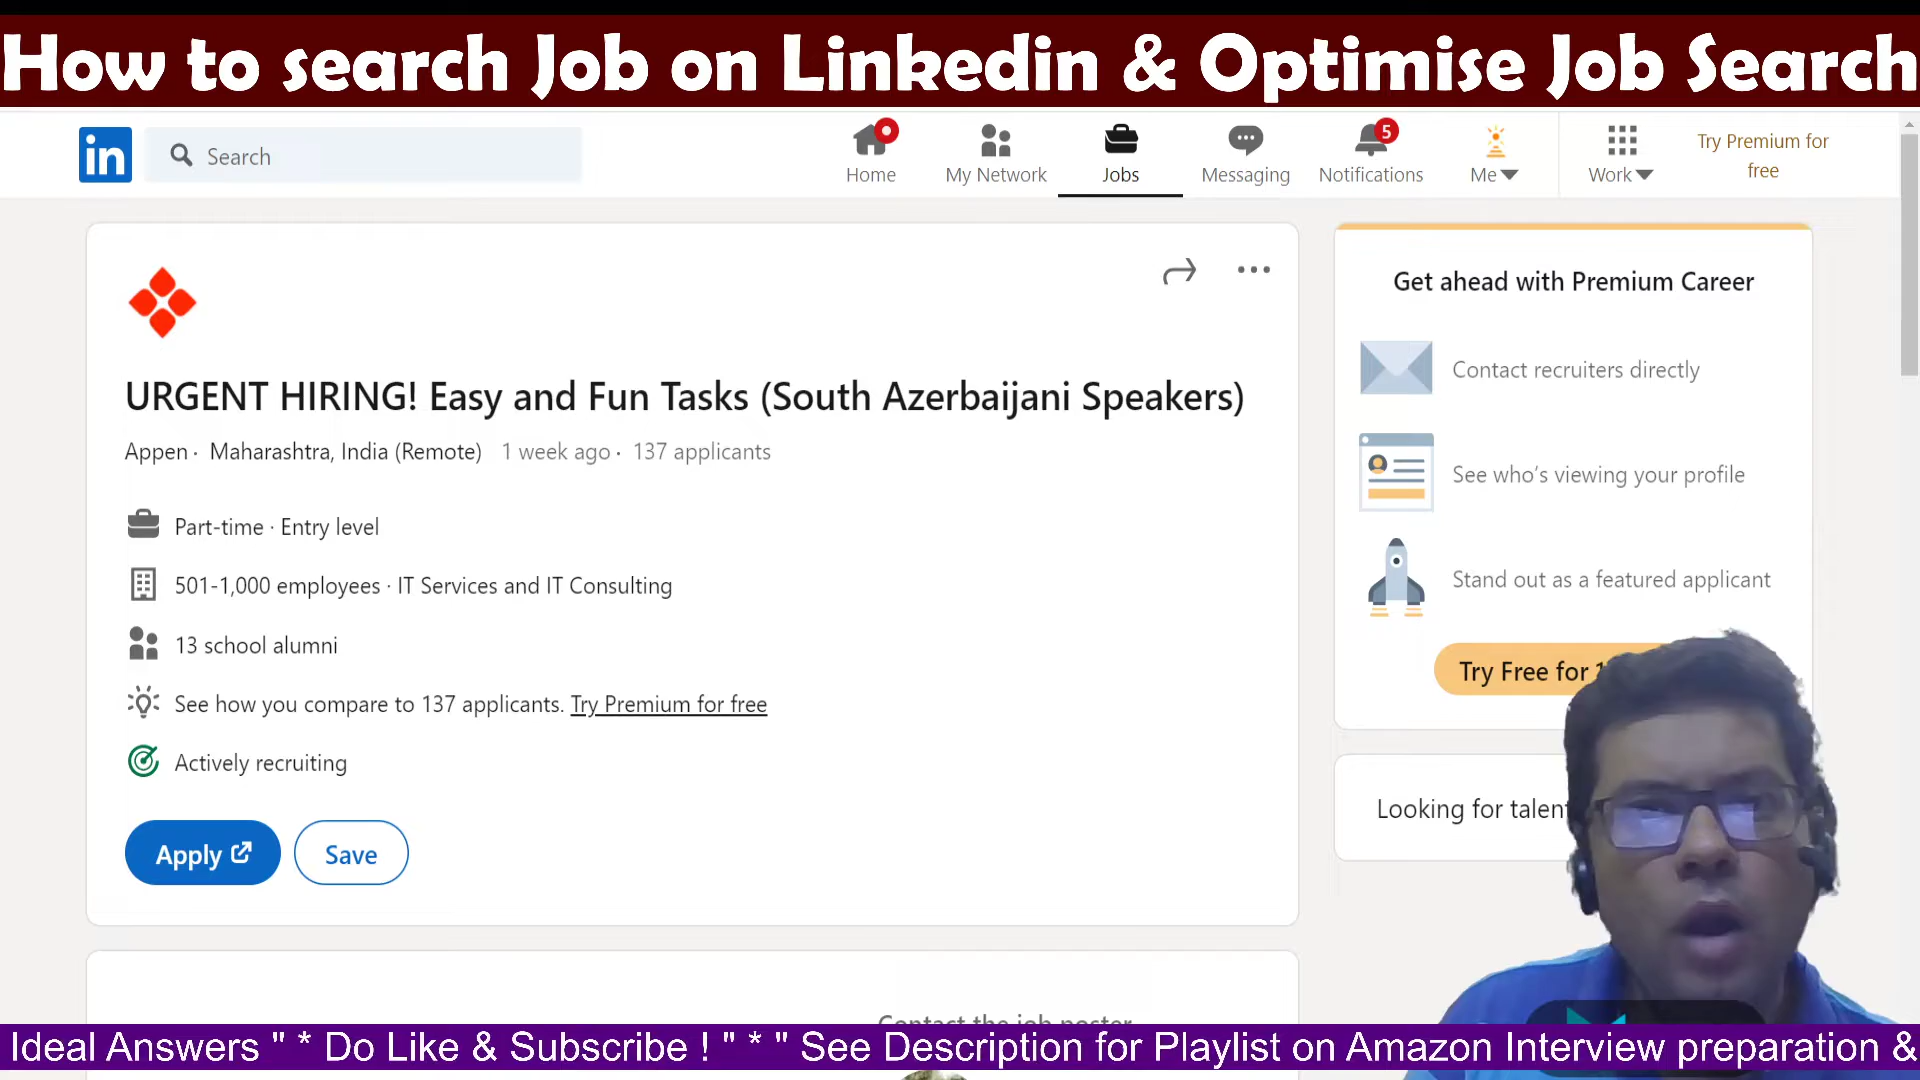 How to search Job on Linkedin & Optimise Job Search
in
Search
Home
My Network
Jobs
Messaging
5
Notifications
Me
Work
Try Premium for
free
URGENT HIRING! Easy and Fun Tasks (South Azerbaijani Speakers)
Appen · Maharashtra, India (Remote) 1 week ago · 137 applicants
Part-time · Entry level
501-1,000 employees · IT Services and IT Consulting
13 school alumni
See how you compare to 137 applicants. Try Premium for free
Actively recruiting
Apply
Save
Get ahead with Premium Career
Contact recruiters directly
See who's viewing your profile
Stand out as a featured applicant
Try Free for
Looking for talent
Contact the job poster
Ideal Answers " * Do Like & Subscribe ! " * " See Description for Playlist on Amazon Interview preparation &